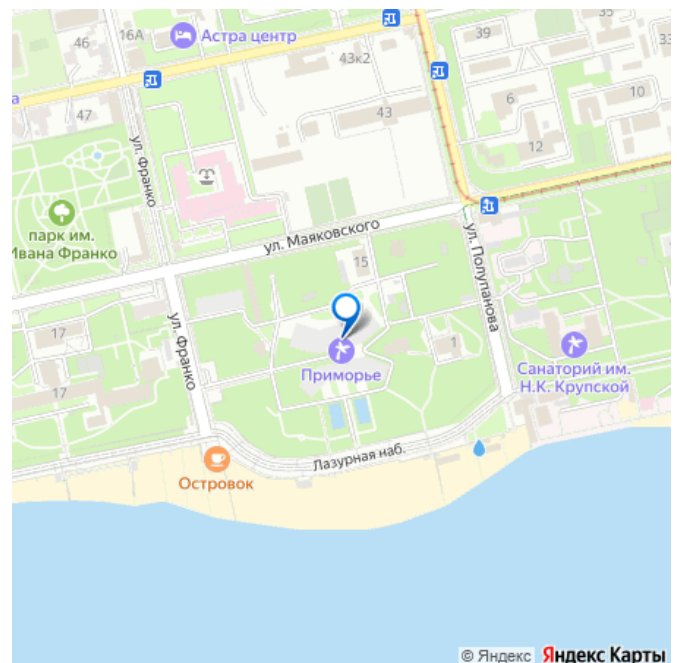 46
16А
Астра центр
39
35
33
43к2
а
47
43
6
10
12
ул. Франко
парк им.
Ивана Франко
ул. Маяковского
15
ул. Полупанова
17
ул. Франко
1
Приморье
Санаторий им.
Н.К. Крупской
17
Лазурная наб.
Островок
© Яндекс Яндекс Карты